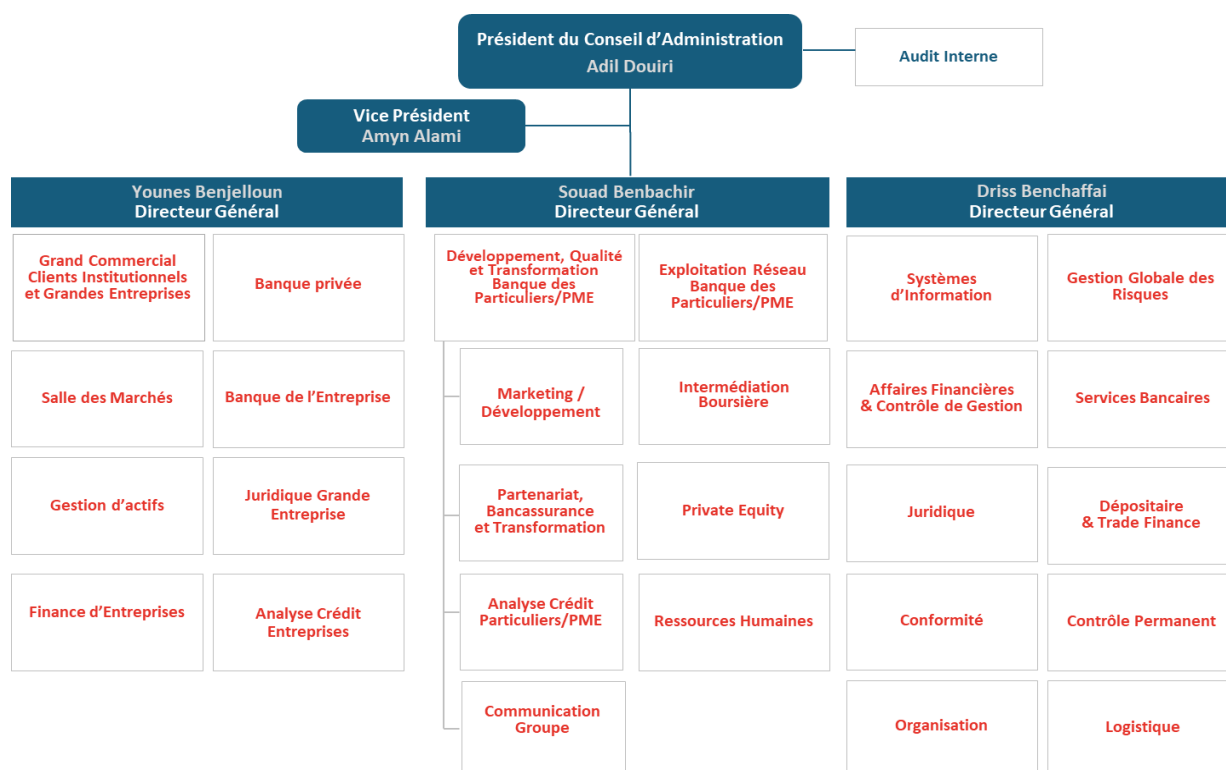 Président du Conseil d’Administration
Adil Douiri
Audit Interne
Vice Président
Amyn Alami
Younes Benjelloun
Directeur Général
Grand Commercial
Clients Institutionnels
et Grandes Entreprises
Banque privée
Salle des Marchés
Banque de l’Entreprise
Gestion d’actifs
Juridique Grande
Entreprise
Finance d’Entreprises
Analyse Crédit
Entreprises
Souad Benbachir
Directeur Général
Développement, Qualité
et Transformation
Banque des
Particuliers/PME
Exploitation Réseau
Banque des
Particuliers/PME
Marketing /
Développement
Intermédiation
Boursière
Partenariat,
Bancassurance
et Transformation
Private Equity
Analyse Crédit
Particuliers/PME
Ressources Humaines
Communication
Groupe
Driss Benchaffai
Directeur Général
Systèmes
d’Information
Gestion Globale des
Risques
Affaires Financières
& Contrôle de Gestion
Services Bancaires
Juridique
Dépositaire
& Trade Finance
Conformité
Contrôle Permanent
Organisation
Logistique